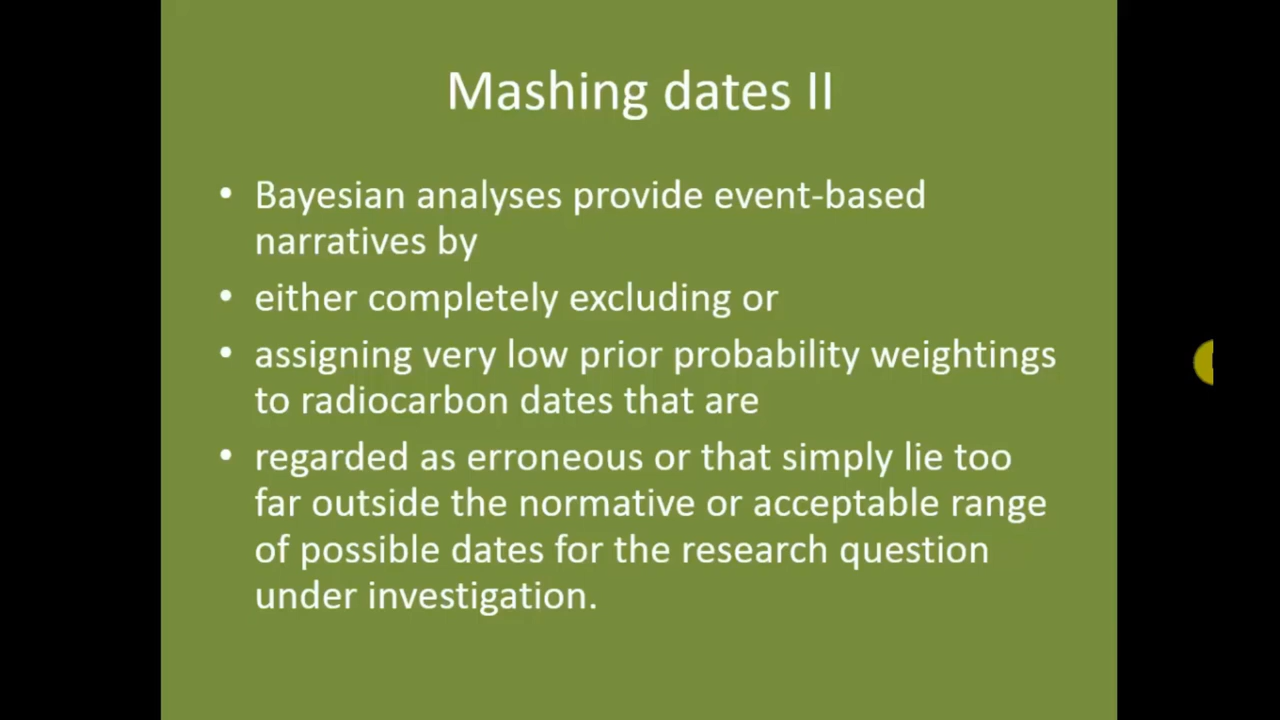 Mashing dates II
• Bayesian analyses provide event-based
narratives by
• either completely excluding or
• assigning very low prior probability weightings
to radiocarbon dates that are
• regarded as erroneous or that simply lie too
far outside the normative or acceptable range
of possible dates for the research question
under investigation.